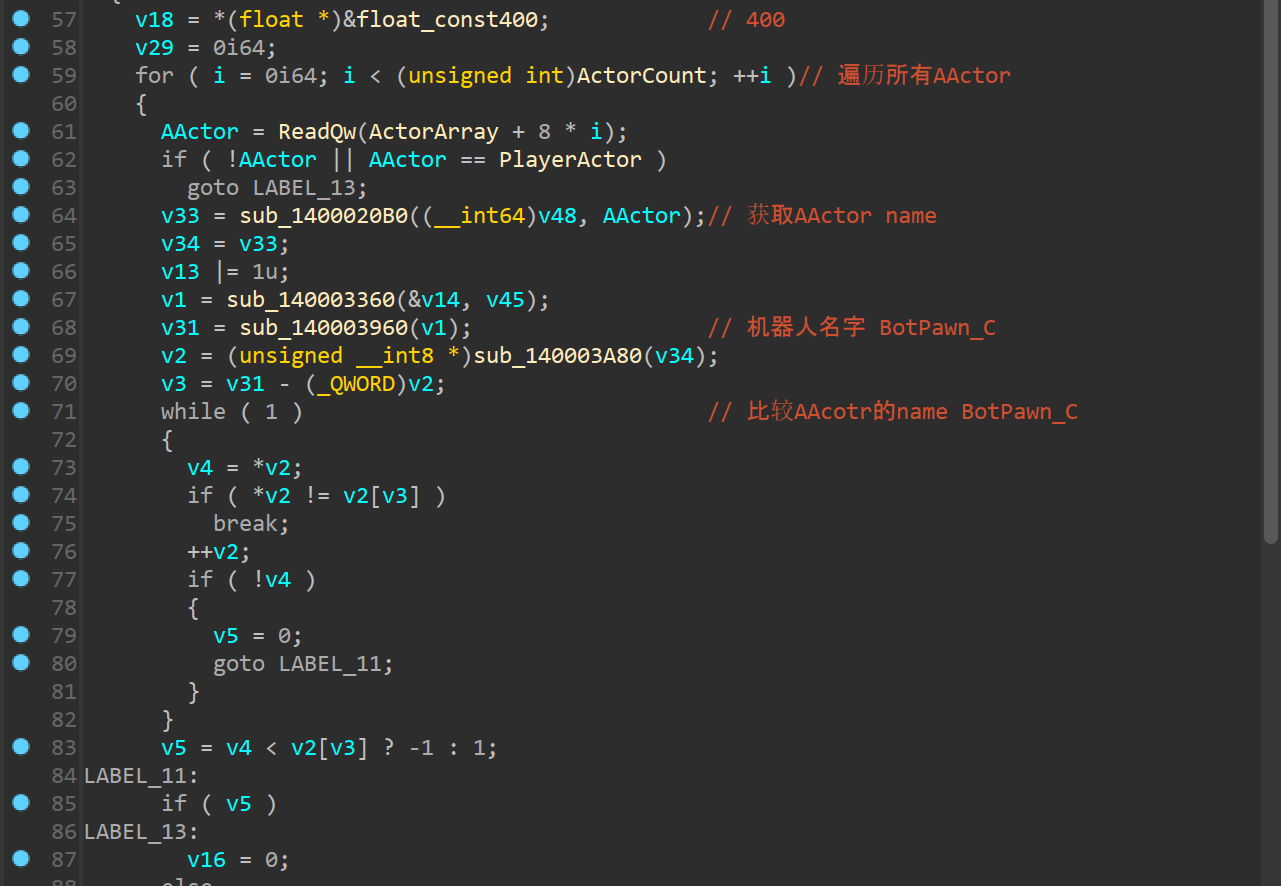 57 v18 = *(float *)&float_const400; // 400
58 v29 = 0i64;
59 for ( i = 0i64; i < (unsigned int)ActorCount; ++i )// 遍历所有AActor
60 {
61 AActor = ReadQw(ActorArray + 8 * i);
62 if ( !AActor || AActor == PlayerActor )
63 goto LABEL_13;
64 v33 = sub_1400020B0((__int64)v48, AActor);// 获取AActor name
65 v34 = v33;
66 v13 |= 1u;
67 v1 = sub_140003360(&v14, v45);
68 v31 = sub_140003960(v1); // 机器人名字 BotPawn_C
69 v2 = (unsigned __int8 *)sub_140003A80(v34);
70 v3 = v31 - (_QWORD)v2;
71 while ( 1 ) // 比较AAcotr的name BotPawn_C
72 {
73 v4 = *v2;
74 if ( *v2 != v2[v3] )
75 break;
76 ++v2;
77 if ( !v4 )
78 {
79 v5 = 0;
80 goto LABEL_11;
81 }
82 }
83 v5 = v4 < v2[v3] ? -1 : 1;
84 LABEL_11:
85 if ( v5 )
86 LABEL_13:
87 v16 = 0;